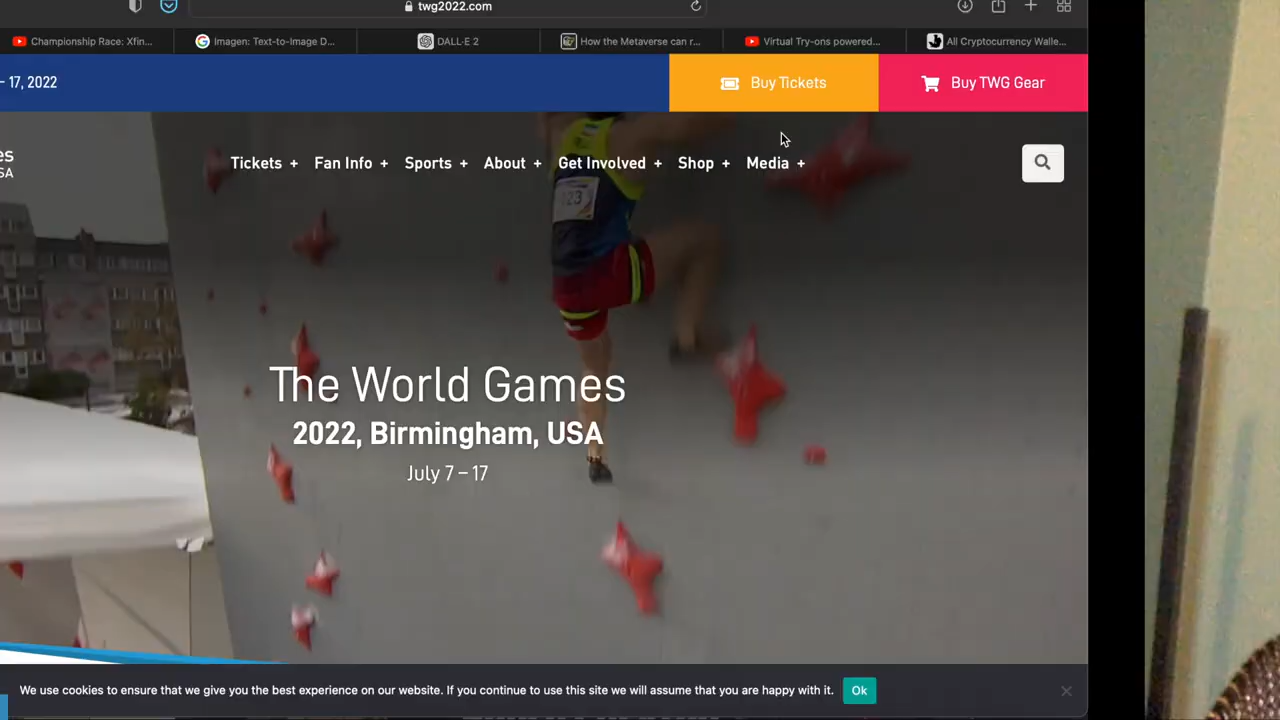 twg2022.com
Championship Race: Xfin...
Imagen: Text-to-Image D...
DALL·E 2
How the Metaverse can r...
Virtual Try-ons powered...
All Cryptocurrency Walle...
- 17, 2022
Buy Tickets
Buy TWG Gear
es
SA
Tickets +
Fan Info +
Sports +
About +
Get Involved +
Shop +
Media +
023
The World Games
2022, Birmingham, USA
July 7 – 17
We use cookies to ensure that we give you the best experience on our website. If you continue to use this site we will assume that you are happy with it.
Ok